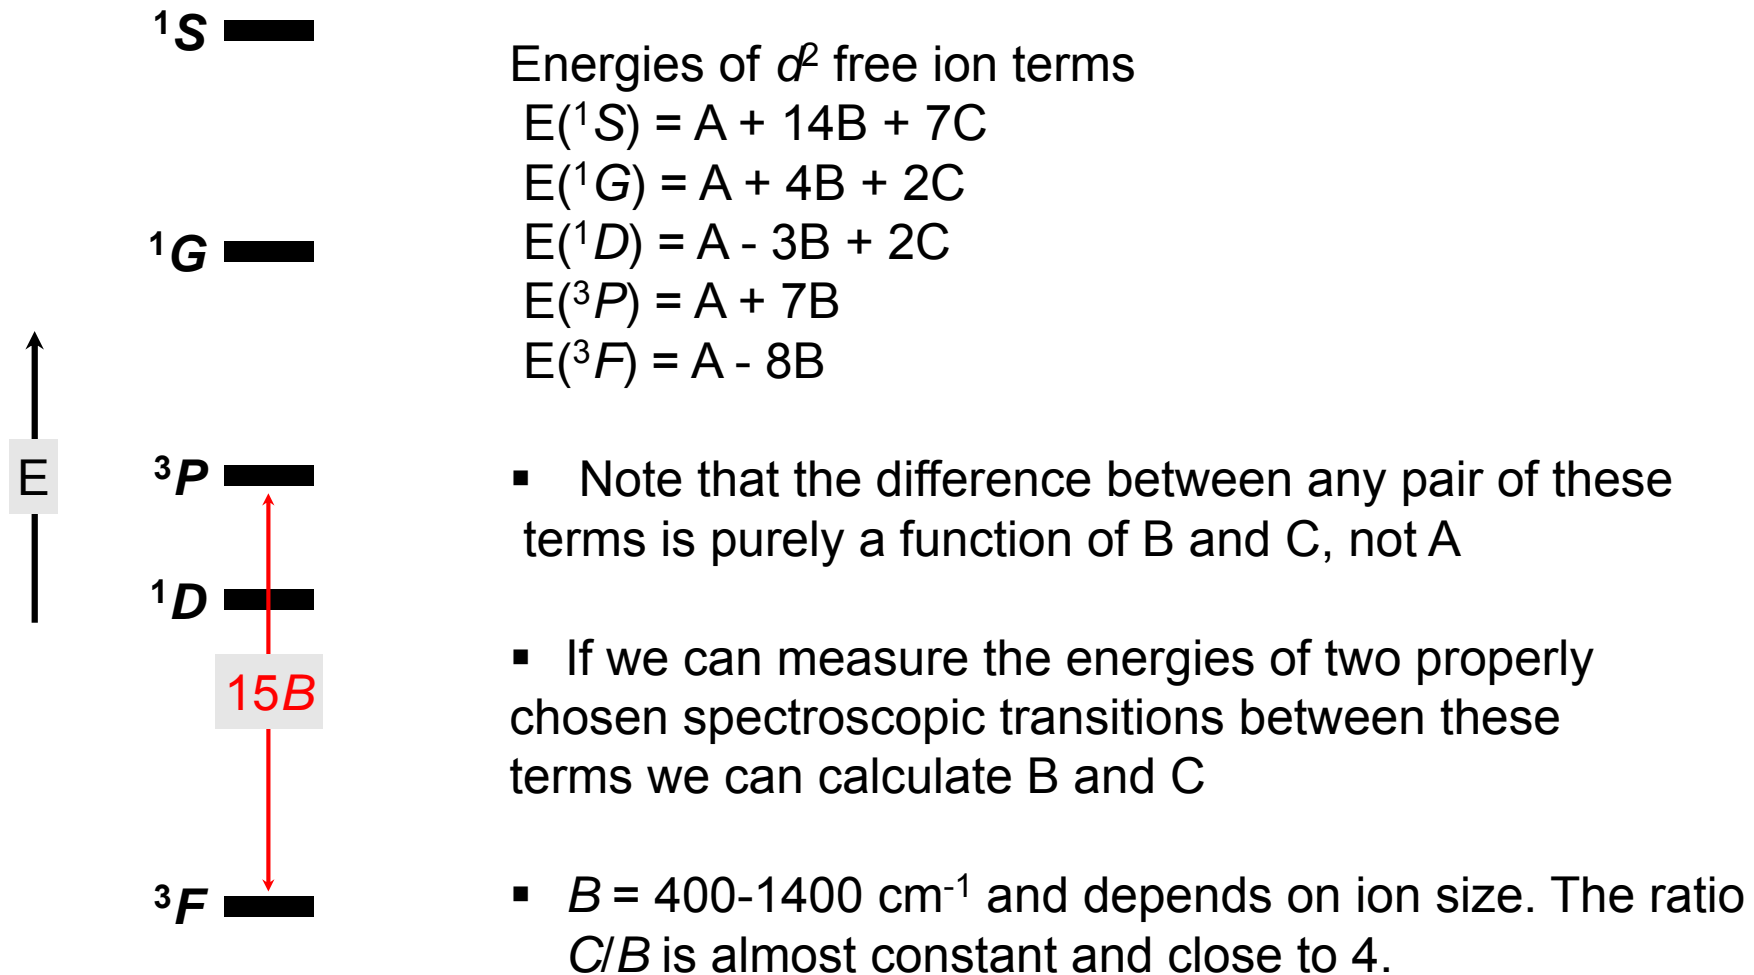 ¹S
Energies of d² free ion terms
E(¹S) = A + 14B + 7C
E(¹G) = A + 4B + 2C
¹G
E(¹D) = A - 3B + 2C
E(³P) = A + 7B
E(³F) = A - 8B
³P
E
▪ Note that the difference between any pair of these
terms is purely a function of B and C, not A
¹D
▪ If we can measure the energies of two properly
15B
chosen spectroscopic transitions between these
terms we can calculate B and C
³F
▪ B = 400-1400 cm⁻¹ and depends on ion size. The ratio
C/B is almost constant and close to 4.